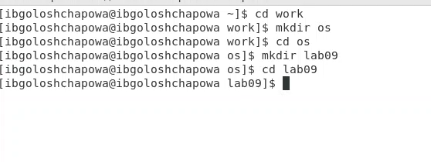 [ibgoloshchapowa@ibgoloshchapowa ~]$ cd work
[ibgoloshchapowa@ibgoloshchapowa work]$ mkdir os
[ibgoloshchapowa@ibgoloshchapowa work]$ cd os
[ibgoloshchapowa@ibgoloshchapowa os]$ mkdir lab09
[ibgoloshchapowa@ibgoloshchapowa os]$ cd lab09
[ibgoloshchapowa@ibgoloshchapowa lab09]$